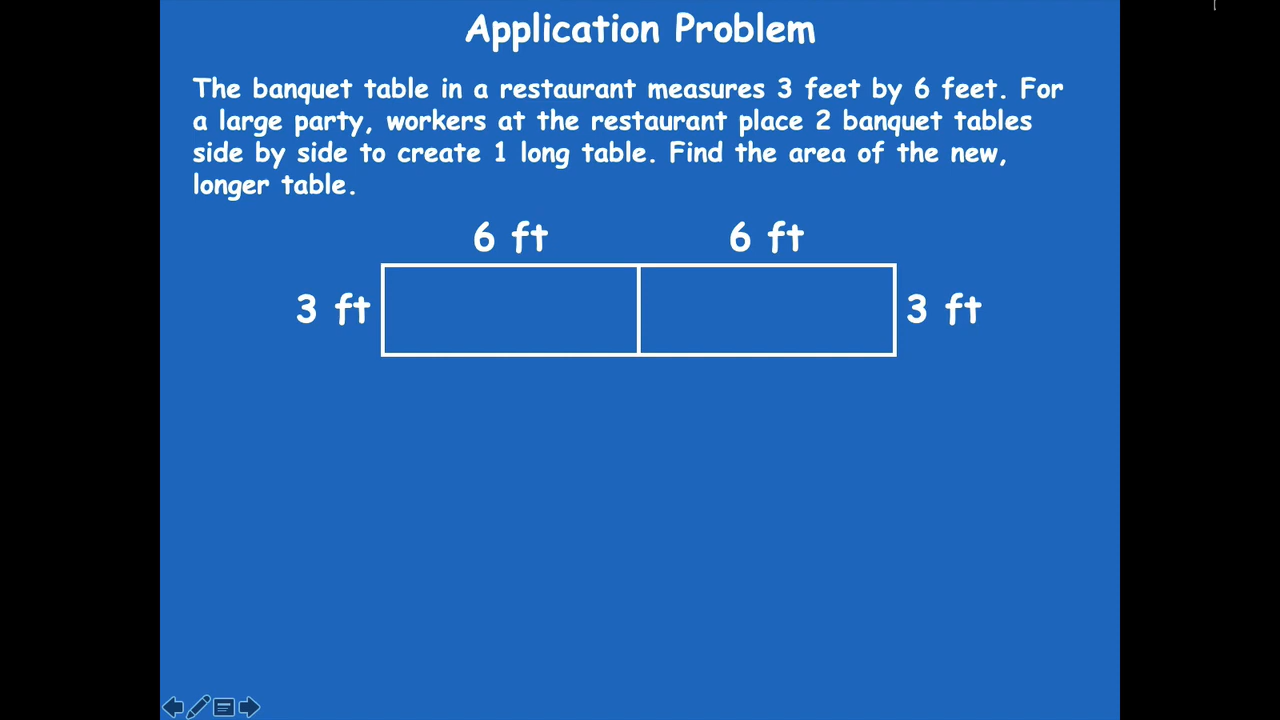 Application Problem
The banquet table in a restaurant measures 3 feet by 6 feet. For
a large party, workers at the restaurant place 2 banquet tables
side by side to create 1 long table. Find the area of the new,
longer table.
6 ft 6 ft
3 ft 3 ft